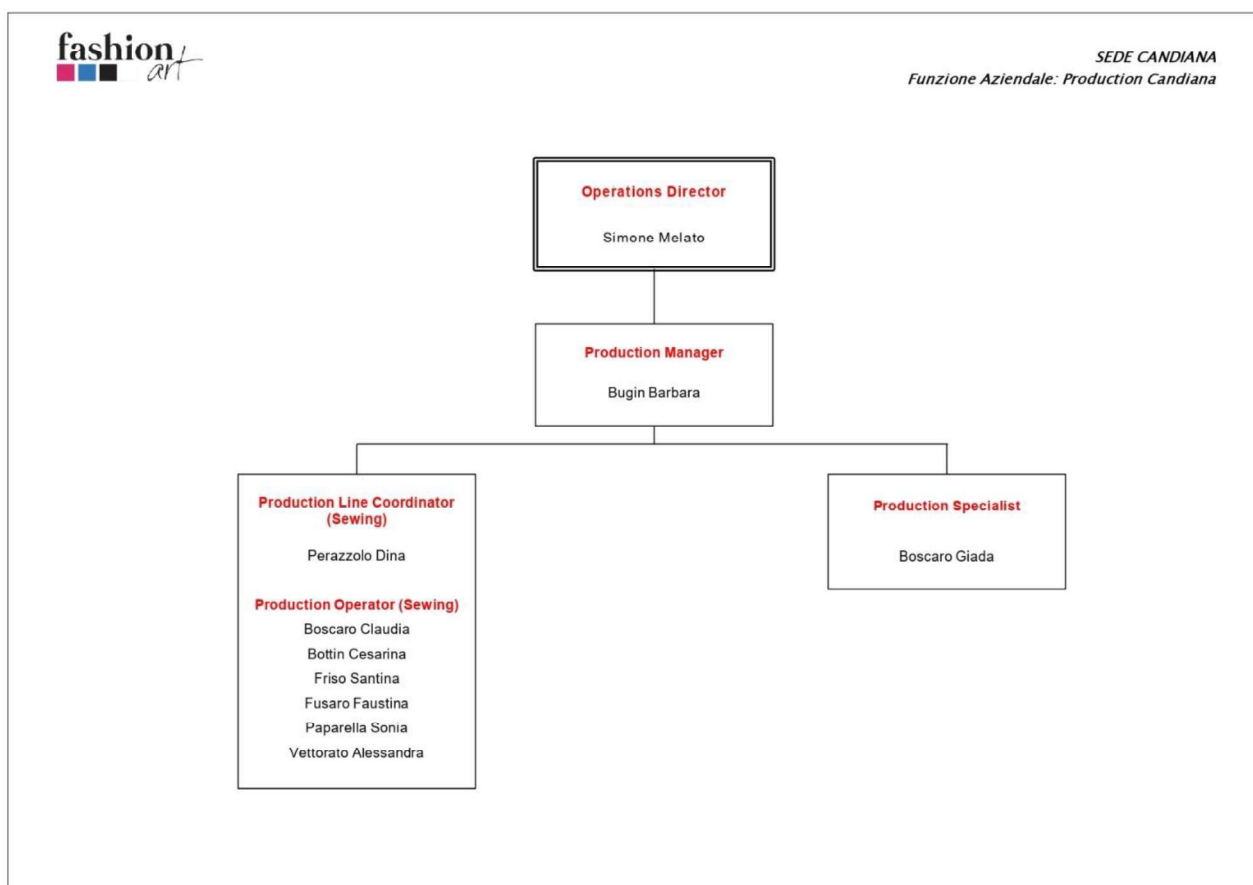 fashion
art
SEDE CANDIANA
Funzione Aziendale: Production Candiana
Operations Director
Simone Melato
Production Manager
Bugin Barbara
Production Line Coordinator
(Sewing)
Perazzolo Dina
Production Operator (Sewing)
Boscaro Claudia
Bottin Cesarina
Friso Santina
Fusaro Faustina
Paparella Sonia
Vettorato Alessandra
Production Specialist
Boscaro Giada